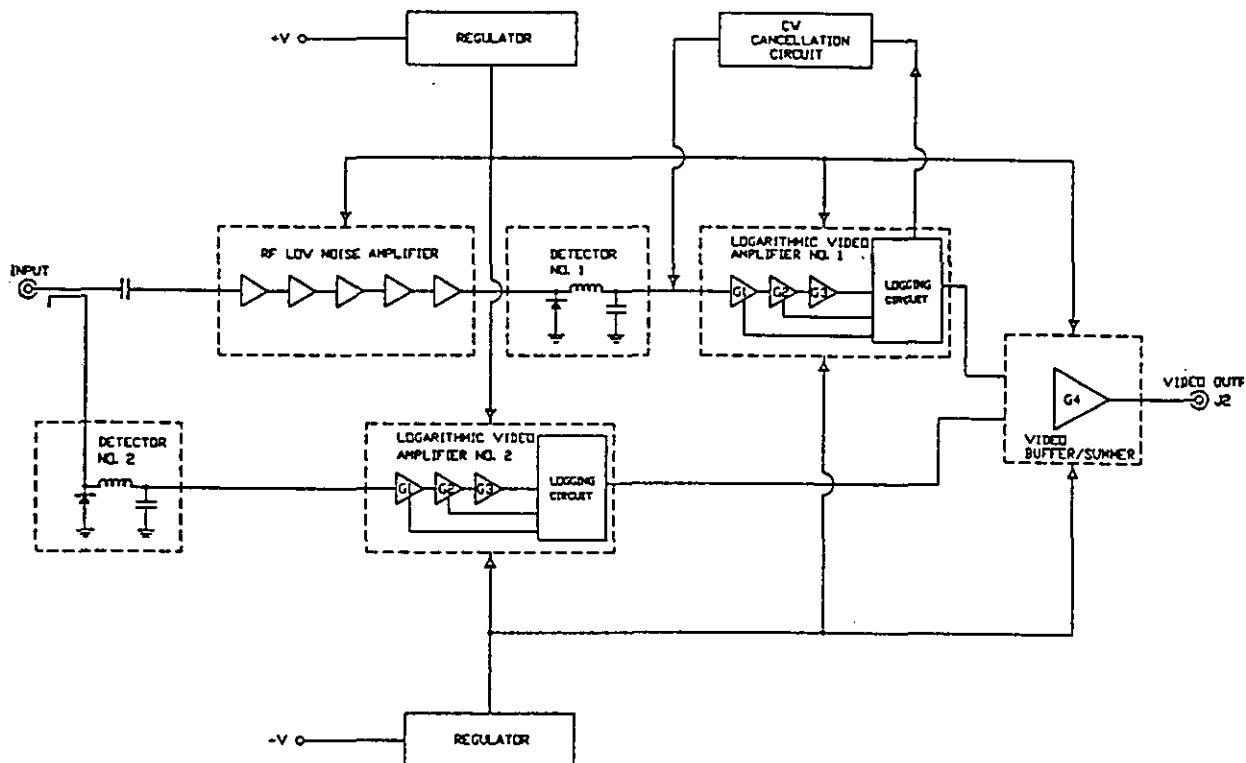 +V
REGULATOR
CW
CANCELLATION
CIRCUIT
INPUT
RF LOW NOISE AMPLIFIER
DETECTOR
NO. 1
LOGARITHMIC VIDEO
AMPLIFIER NO. 1
G1
G2
G3
LOGGING
CIRCUIT
G4
VIDEO OUTPUT
J2
VIDEO
BUFFER/SUMMER
DETECTOR
NO. 2
LOGARITHMIC VIDEO
AMPLIFIER NO. 2
G1
G2
G3
LOGGING
CIRCUIT
-V
REGULATOR